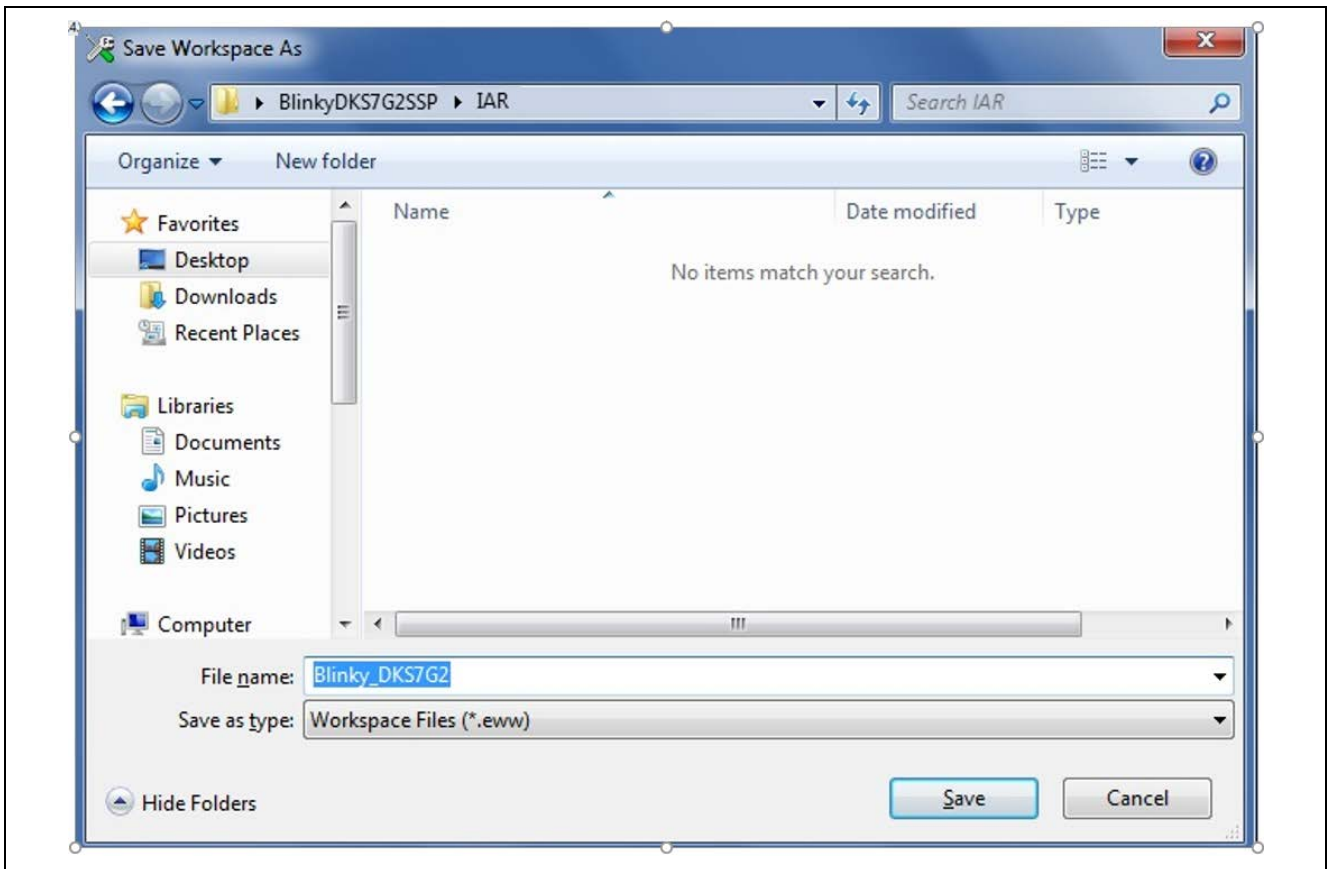 4)
Save Workspace As
BlinkyDKS7G2SSP IAR
Search IAR
Organize New folder
Name Date modified Type
Favorites
No items match your search.
Desktop
Downloads
Recent Places
Libraries
Documents
Music
Pictures
Videos
Computer
File name: Blinky_DKS7G2
Save as type: Workspace Files (*.eww)
Hide Folders Save Cancel